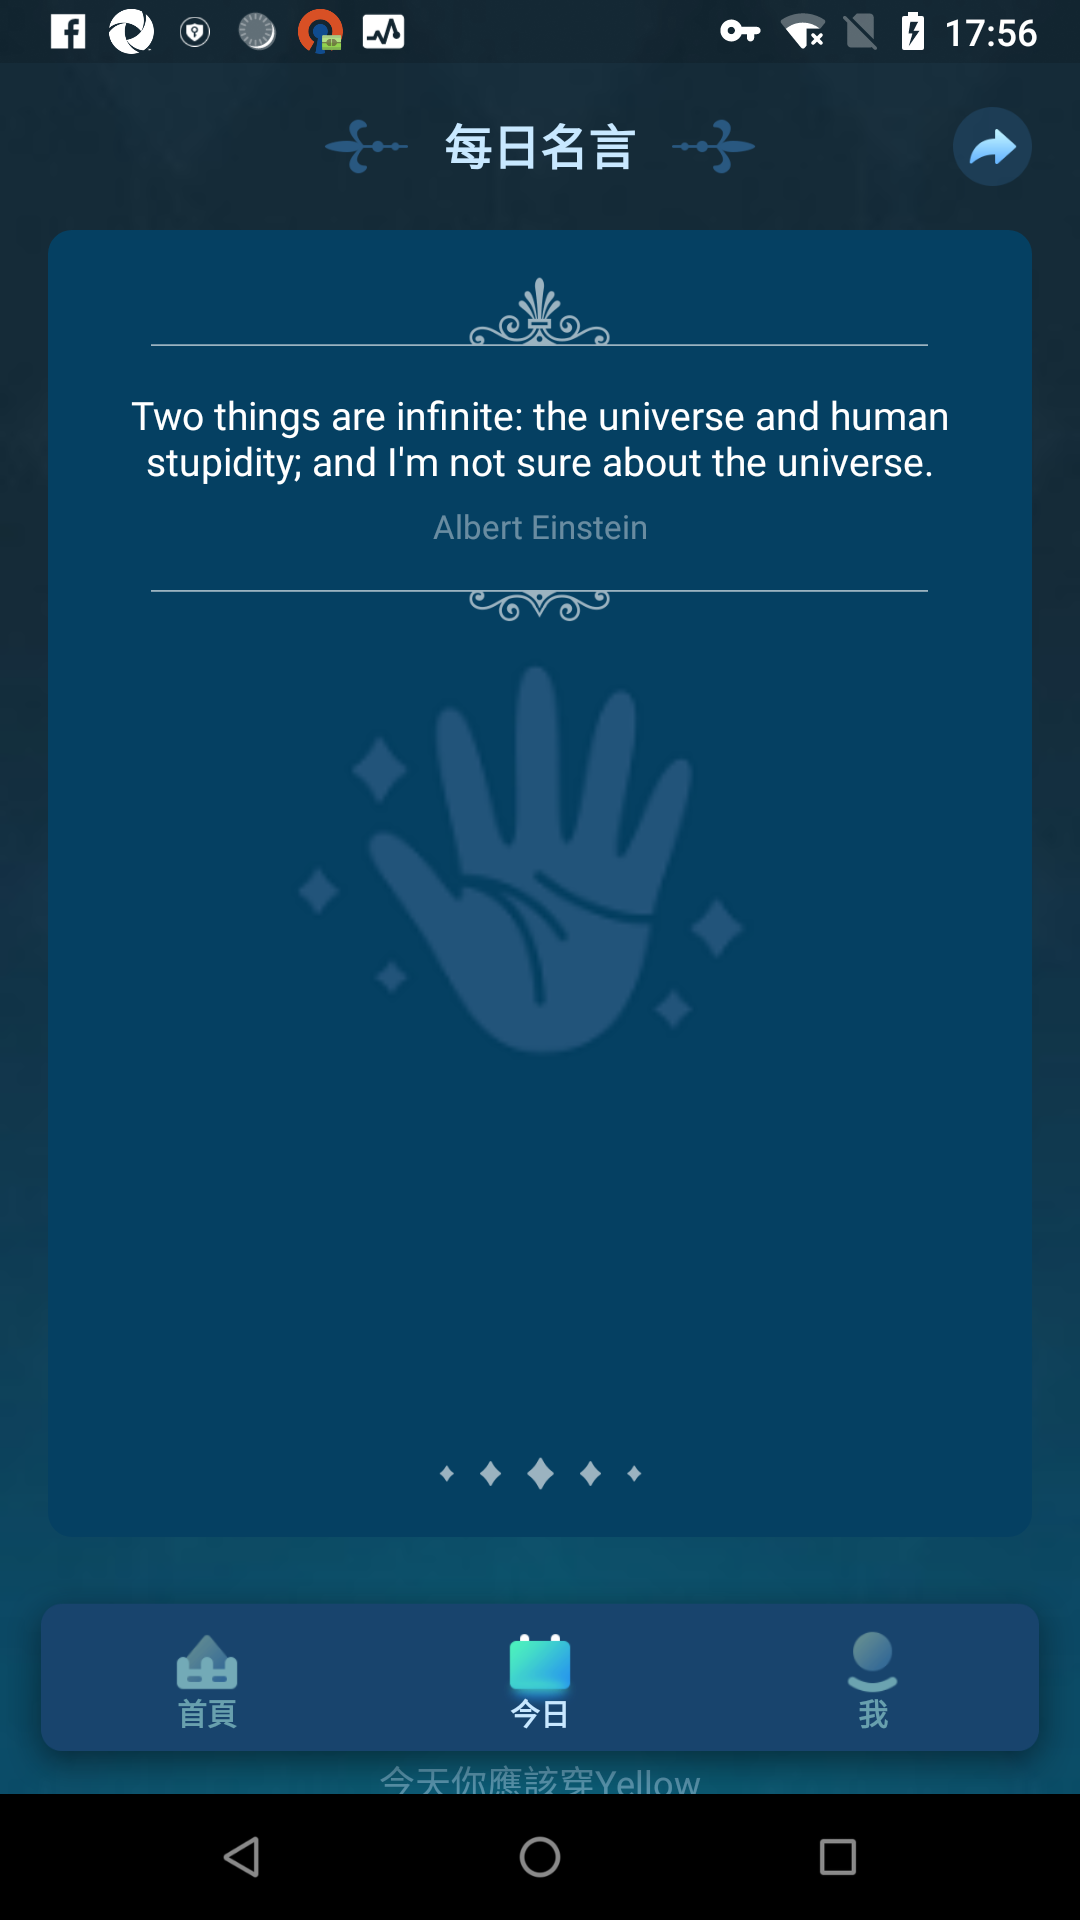 17:56
每日名言
Two things are infinite: the universe and human
stupidity; and I'm not sure about the universe.
Albert Einstein
首頁
今日
我
今天你應該穿Yellow